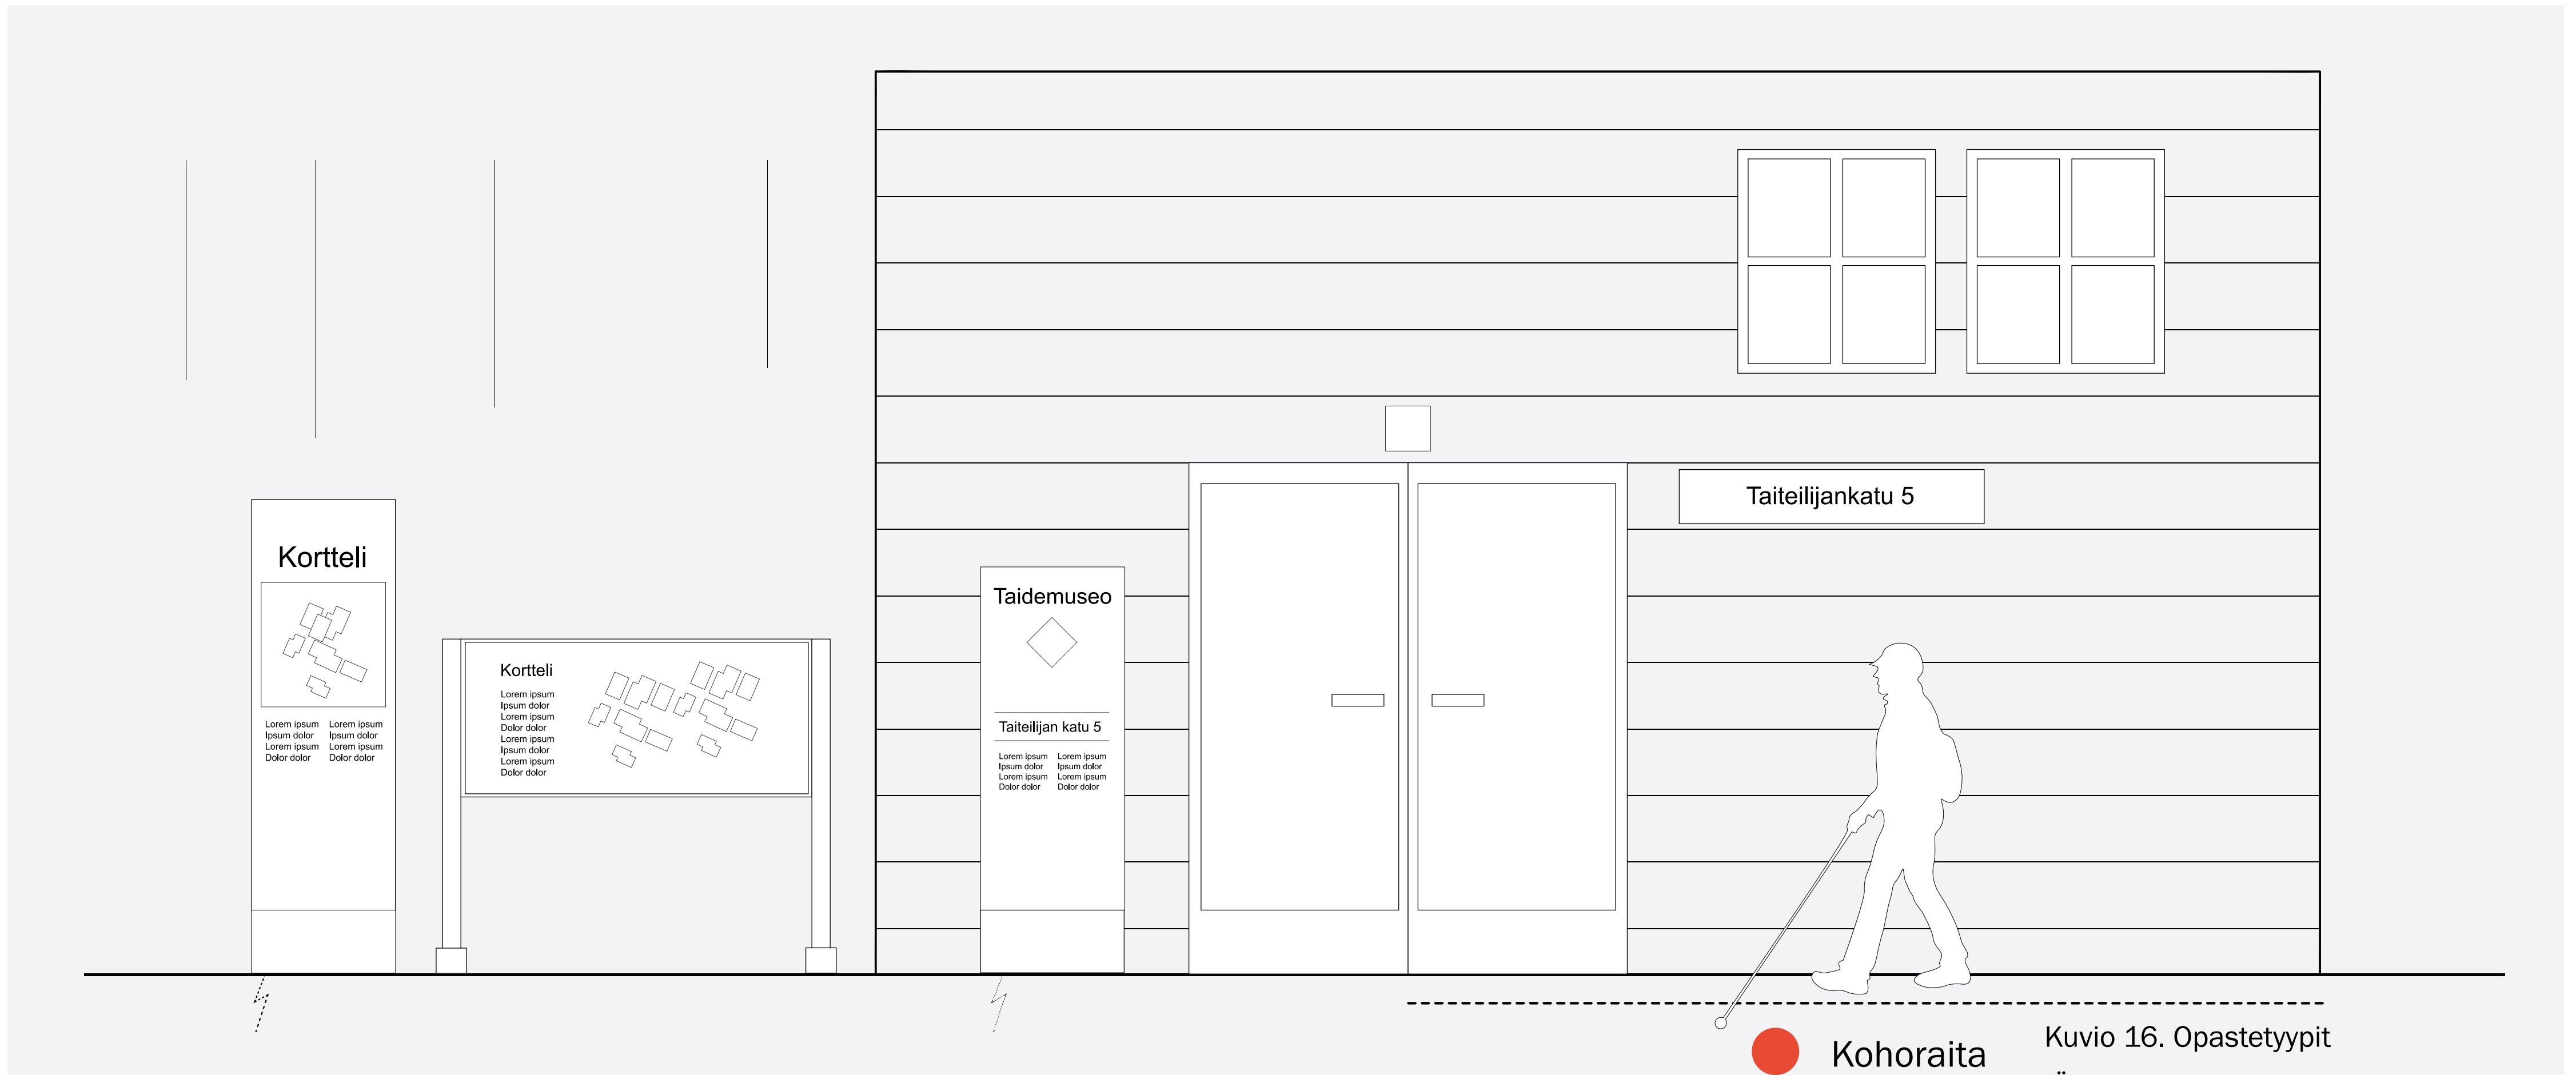 Kortteli
Lorem ipsum Lorem ipsum
Ipsum dolor Ipsum dolor
Lorem ipsum Lorem ipsum
Dolor dolor Dolor dolor
Kortteli
Lorem ipsum
Ipsum dolor
Lorem ipsum
Dolor dolor
Lorem ipsum
Ipsum dolor
Lorem ipsum
Dolor dolor
Taidemuseo
Taiteilijan katu 5
Lorem ipsum Lorem ipsum
Ipsum dolor Ipsum dolor
Lorem ipsum Lorem ipsum
Dolor dolor Dolor dolor
Taiteilijankatu 5
Kohoraita
Kuvio 16. Opastetyypit